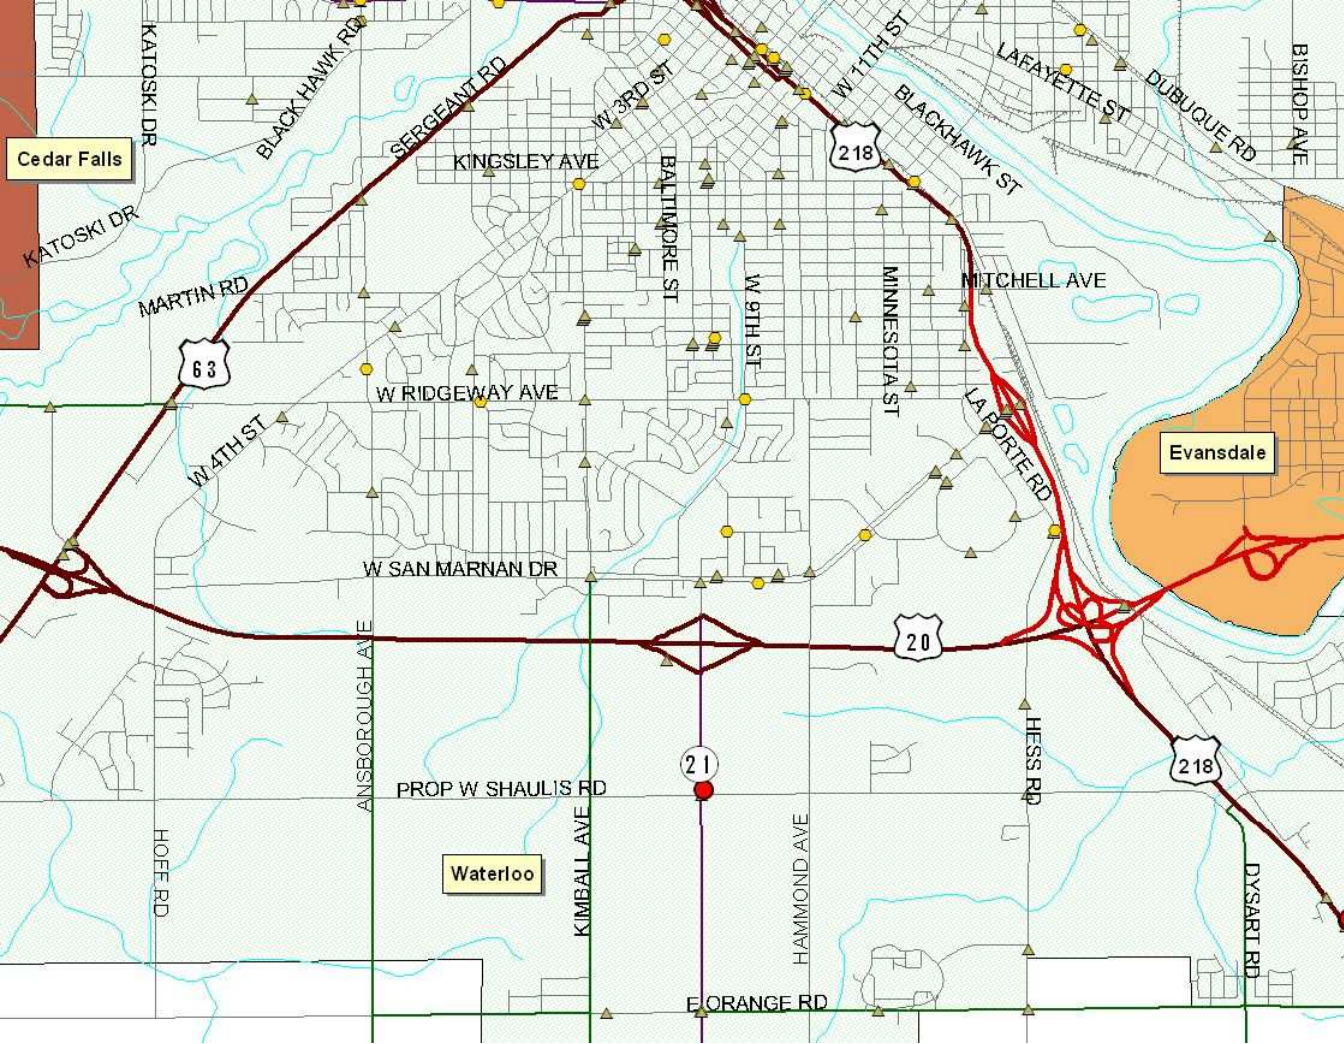 KATOSKI DR
BLACK HAWK RD
SERGEANT RD
W 3RD ST
W 11TH ST
LAFAYETTE ST
DUBUQUE RD
BISHOP AVE
Cedar Falls
KINGSLEY AVE
218
BLACKHAWK ST
BALTIMORE ST
KATOSKI DR
MARTIN RD
W 9TH ST
MINNESOTA ST
MITCHELL AVE
63
W RIDGEWAY AVE
W 4TH ST
LA PORTE RD
Evansdale
W SAN MARNAN DR
20
ANSBOROUGH AVE
HESS RD
21
218
PROP W SHAULIS RD
HOFF RD
Waterloo
KIMBALL AVE
HAMMOND AVE
DYSART RD
E ORANGE RD